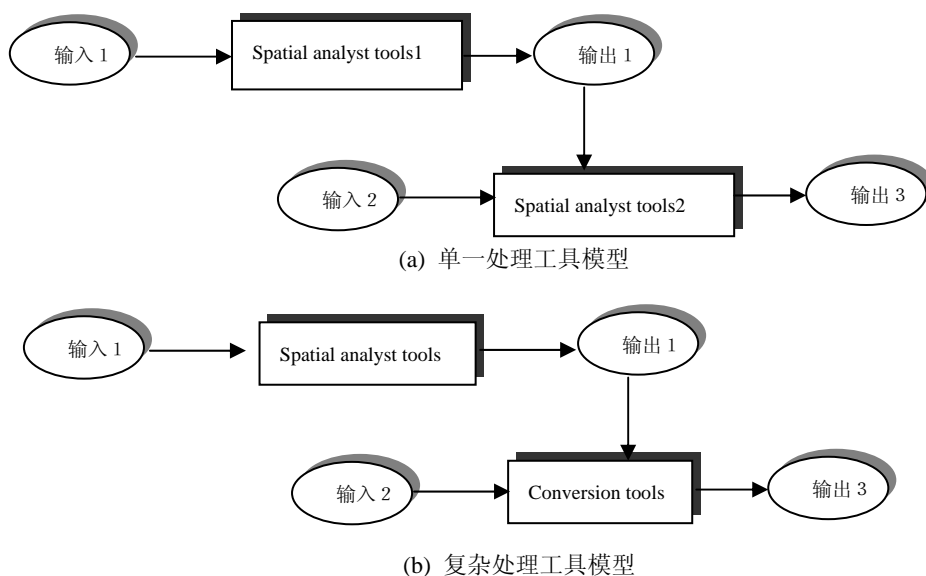 输入 1
Spatial analyst tools1
输出 1
输入 2
Spatial analyst tools2
输出 3
(a) 单一处理工具模型
输入 1
Spatial analyst tools
输出 1
输入 2
Conversion tools
输出 3
(b) 复杂处理工具模型